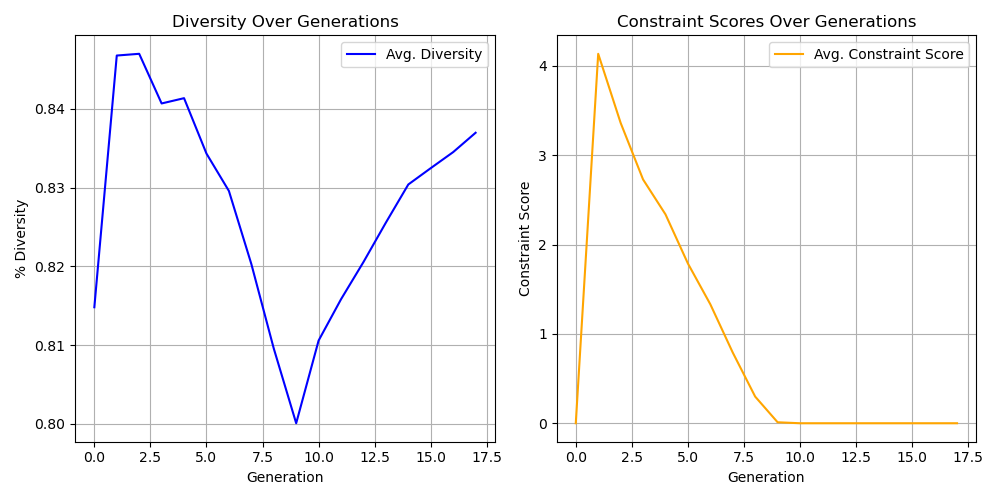 Diversity Over Generations
Avg. Diversity
% Diversity
0.84
0.83
0.82
0.81
0.80
0.0 2.5 5.0 7.5 10.0 12.5 15.0 17.5
Generation
Constraint Scores Over Generations
Avg. Constraint Score
Constraint Score
4
3
2
1
0
0.0 2.5 5.0 7.5 10.0 12.5 15.0 17.5
Generation